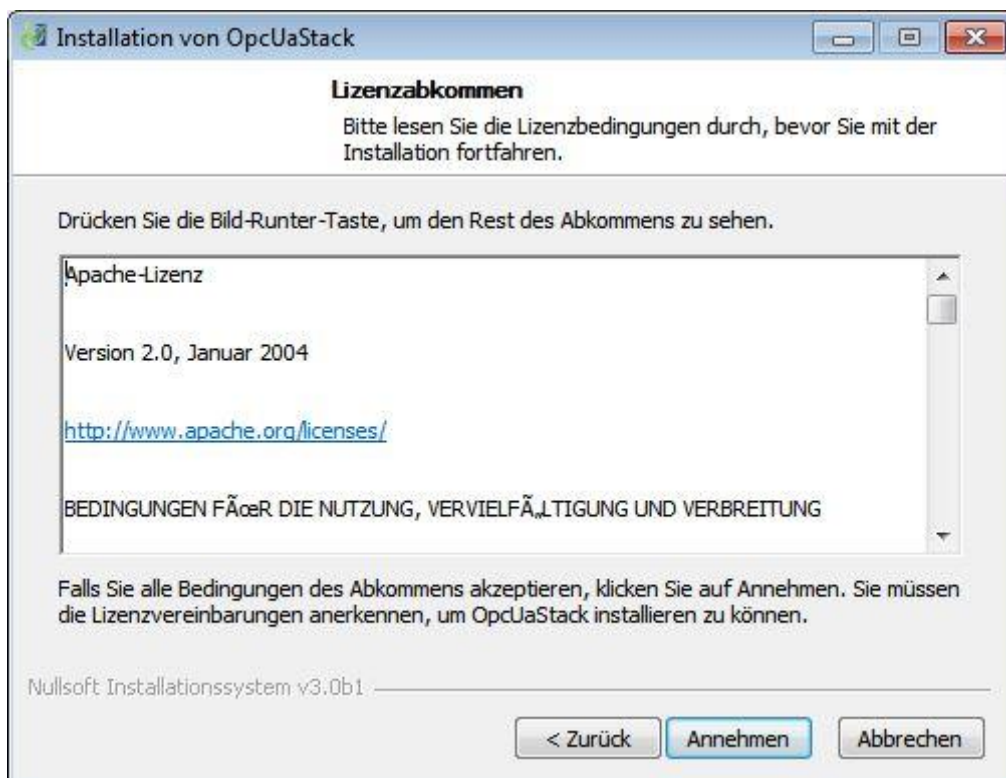 Installation von OpcUaStack
Lizenzabkommen
Bitte lesen Sie die Lizenzbedingungen durch, bevor Sie mit der
Installation fortfahren.
Drücken Sie die Bild-Runter-Taste, um den Rest des Abkommens zu sehen.
Apache-Lizenz
Version 2.0, Januar 2004
http://www.apache.org/licenses/
BEDINGUNGEN FÃœR DIE NUTZUNG, VERVIELFÃ„LTIGUNG UND VERBREITUNG
Falls Sie alle Bedingungen des Abkommens akzeptieren, klicken Sie auf Annehmen. Sie müssen
die Lizenzvereinbarungen anerkennen, um OpcUaStack installieren zu können.
Nullsoft Installationssystem v3.0b1
< Zurück Annehmen Abbrechen